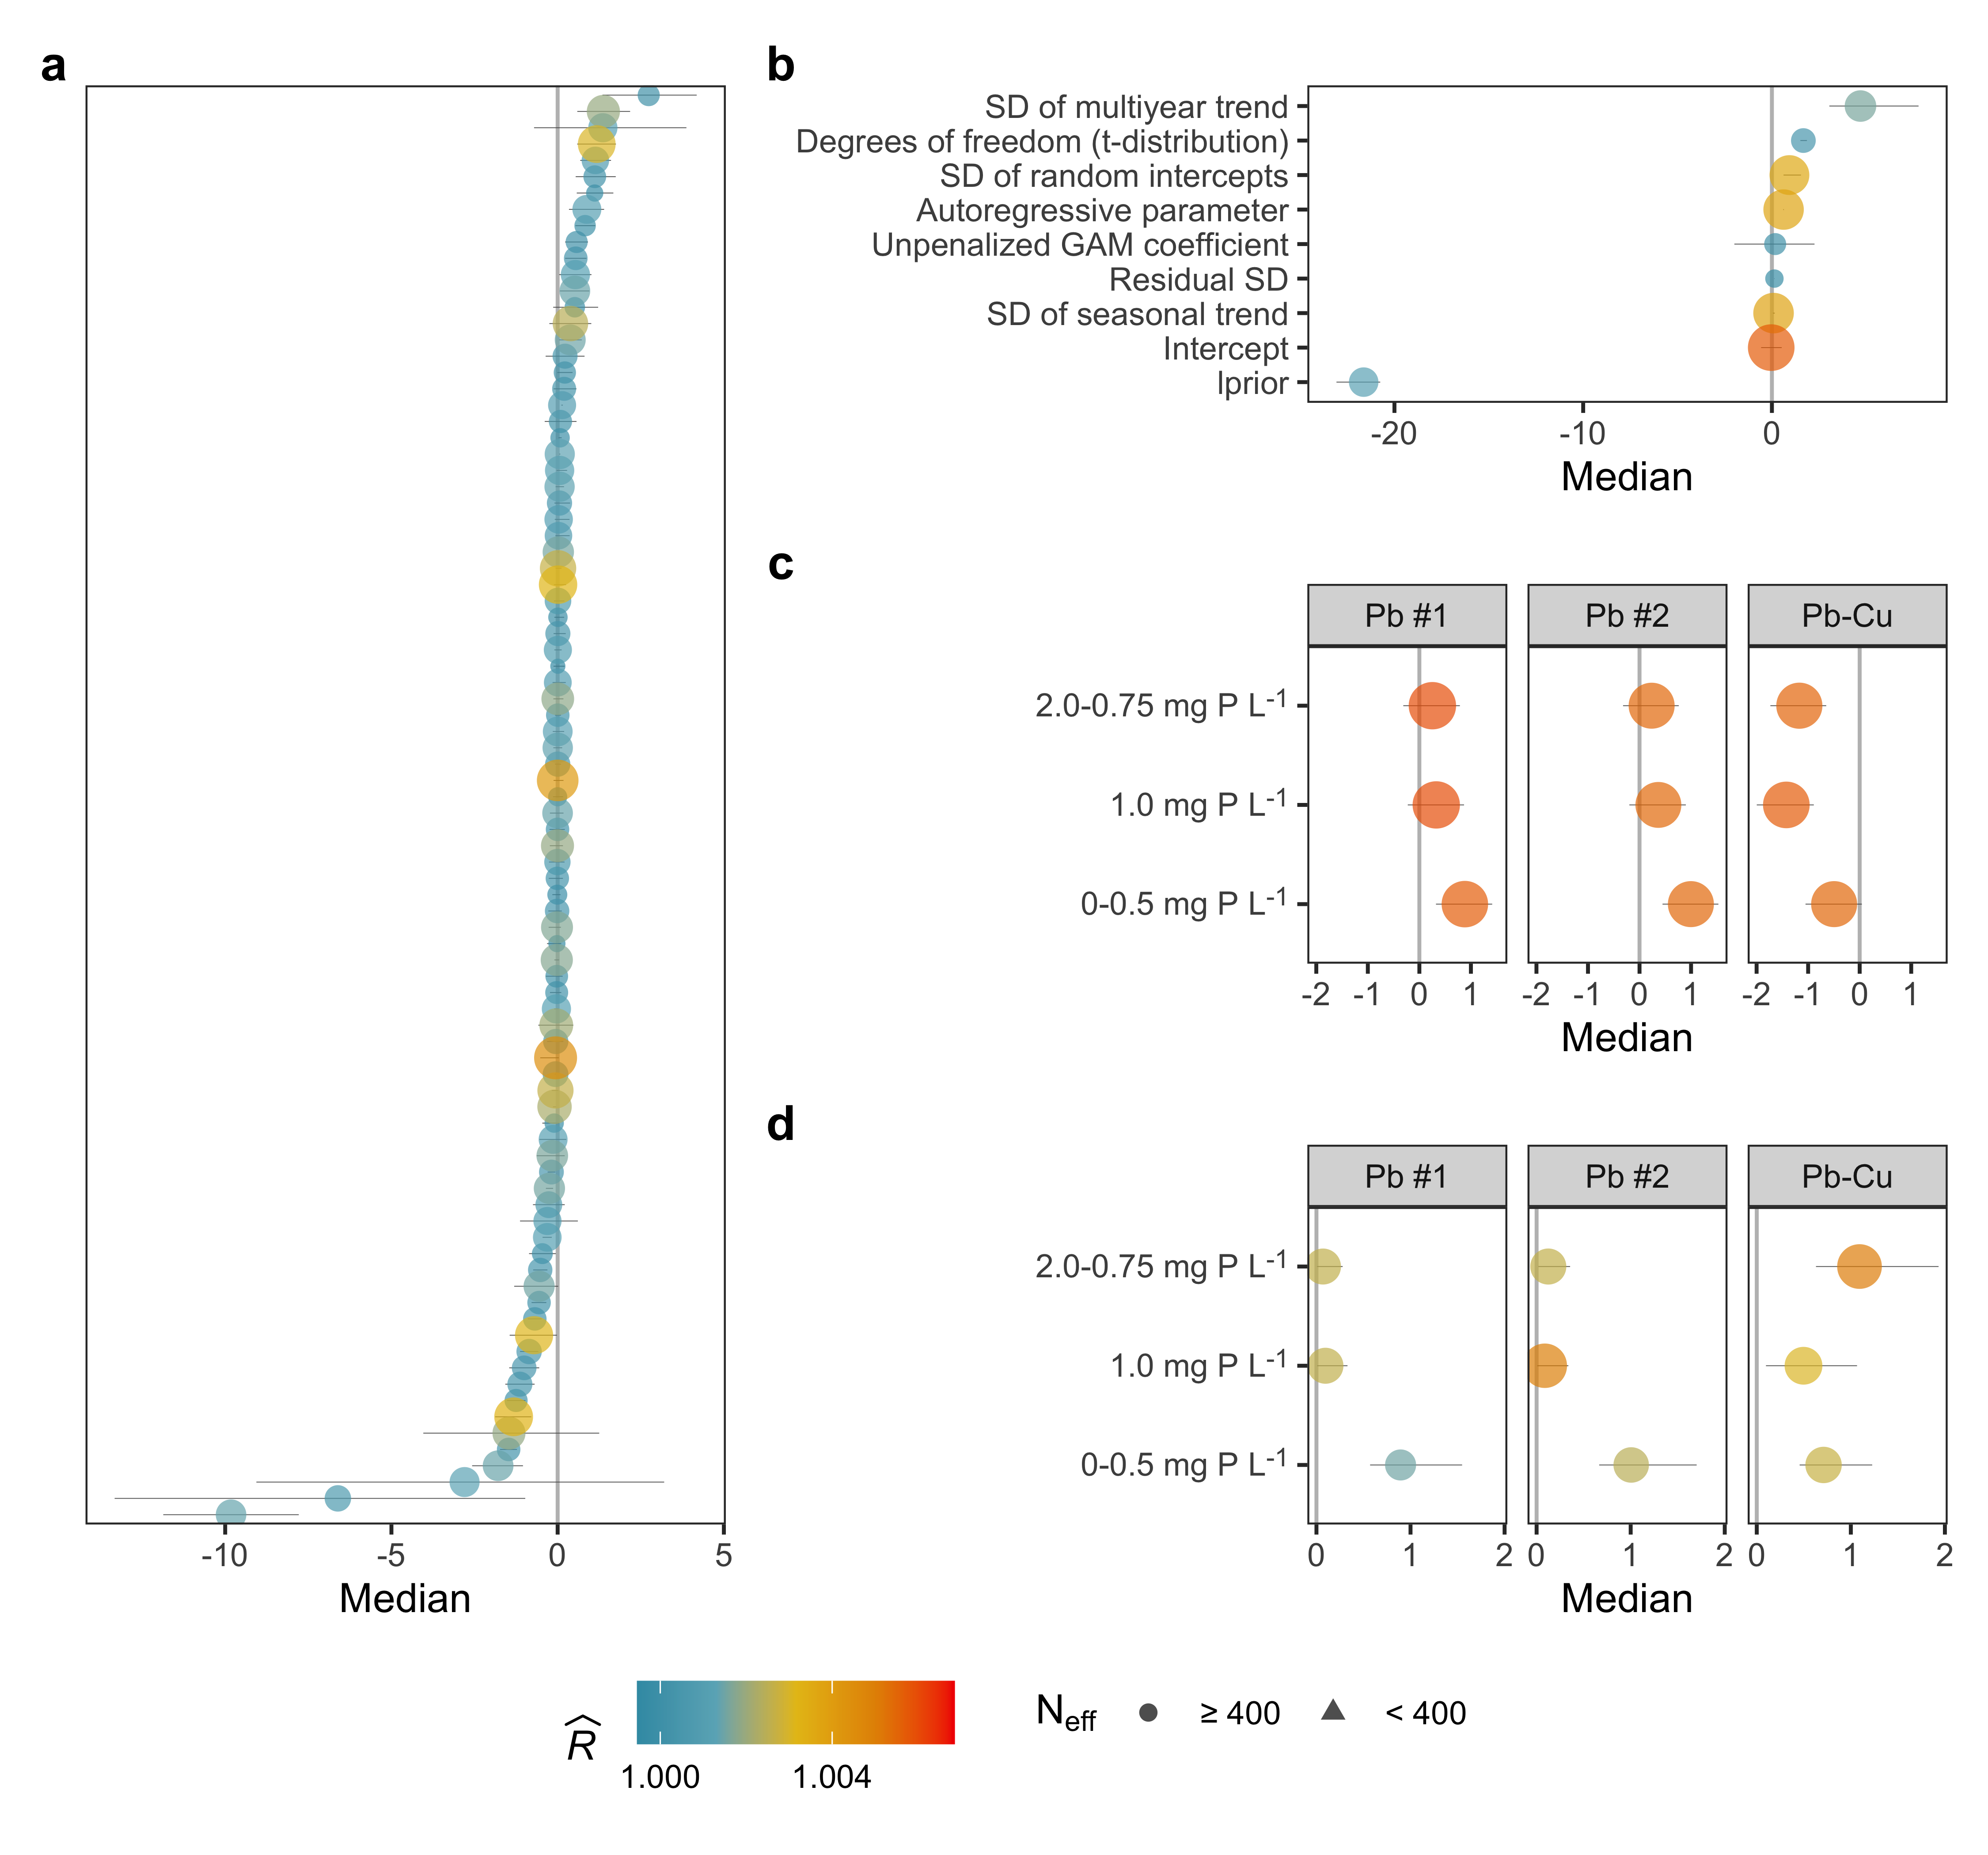 a
-10 -5 0 5
Median
b
SD of multiyear trend
Degrees of freedom (t-distribution)
SD of random intercepts
Autoregressive parameter
Unpenalized GAM coefficient
Residual SD
SD of seasonal trend
Intercept
lprior
-20 -10 0
Median
c
Pb #1 Pb #2 Pb-Cu
2.0-0.75 mg P L-1
1.0 mg P L-1
0-0.5 mg P L-1
-2 -1 0 1 -2 -1 0 1 -2 -1 0 1
Median
d
Pb #1 Pb #2 Pb-Cu
2.0-0.75 mg P L-1
1.0 mg P L-1
0-0.5 mg P L-1
0 1 2 0 1 2 0 1 2
Median
R̂
1.000 1.004
Neff ≥ 400 < 400